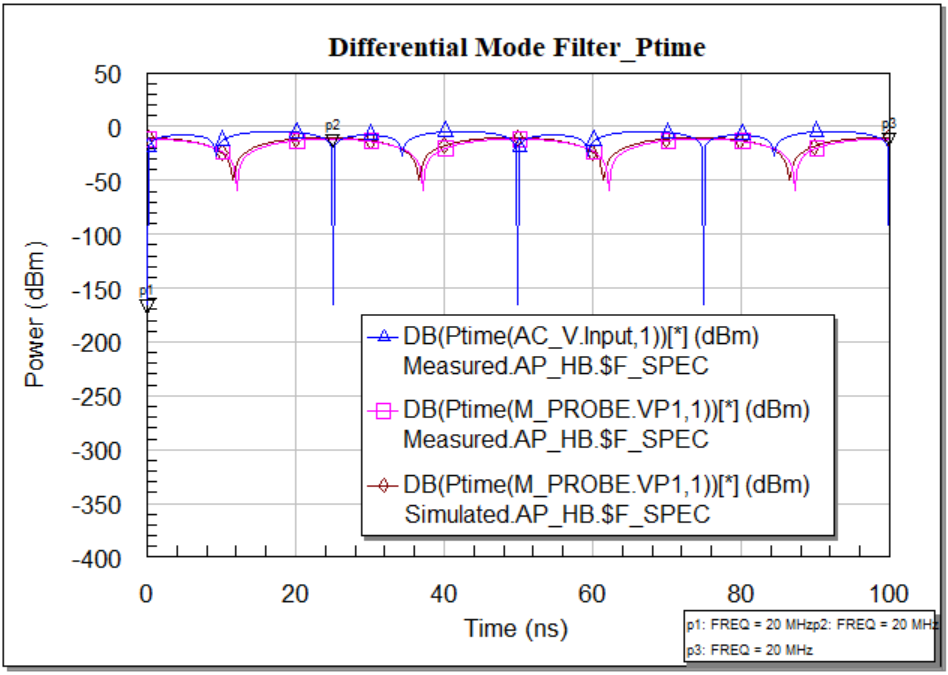 Differential Mode Filter_Ptime
50
0
-50
-100
-150
-200
-250
-300
-350
-400
Power (dBm)
p1
p2
p3
DB(Ptime(AC_V.Input,1))[*] (dBm)
Measured.AP_HB.$F_SPEC
DB(Ptime(M_PROBE.VP1,1))[*] (dBm)
Measured.AP_HB.$F_SPEC
DB(Ptime(M_PROBE.VP1,1))[*] (dBm)
Simulated.AP_HB.$F_SPEC
0 20 40 60 80 100
Time (ns)
p1: FREQ = 20 MHzp2: FREQ = 20 MHz
p3: FREQ = 20 MHz